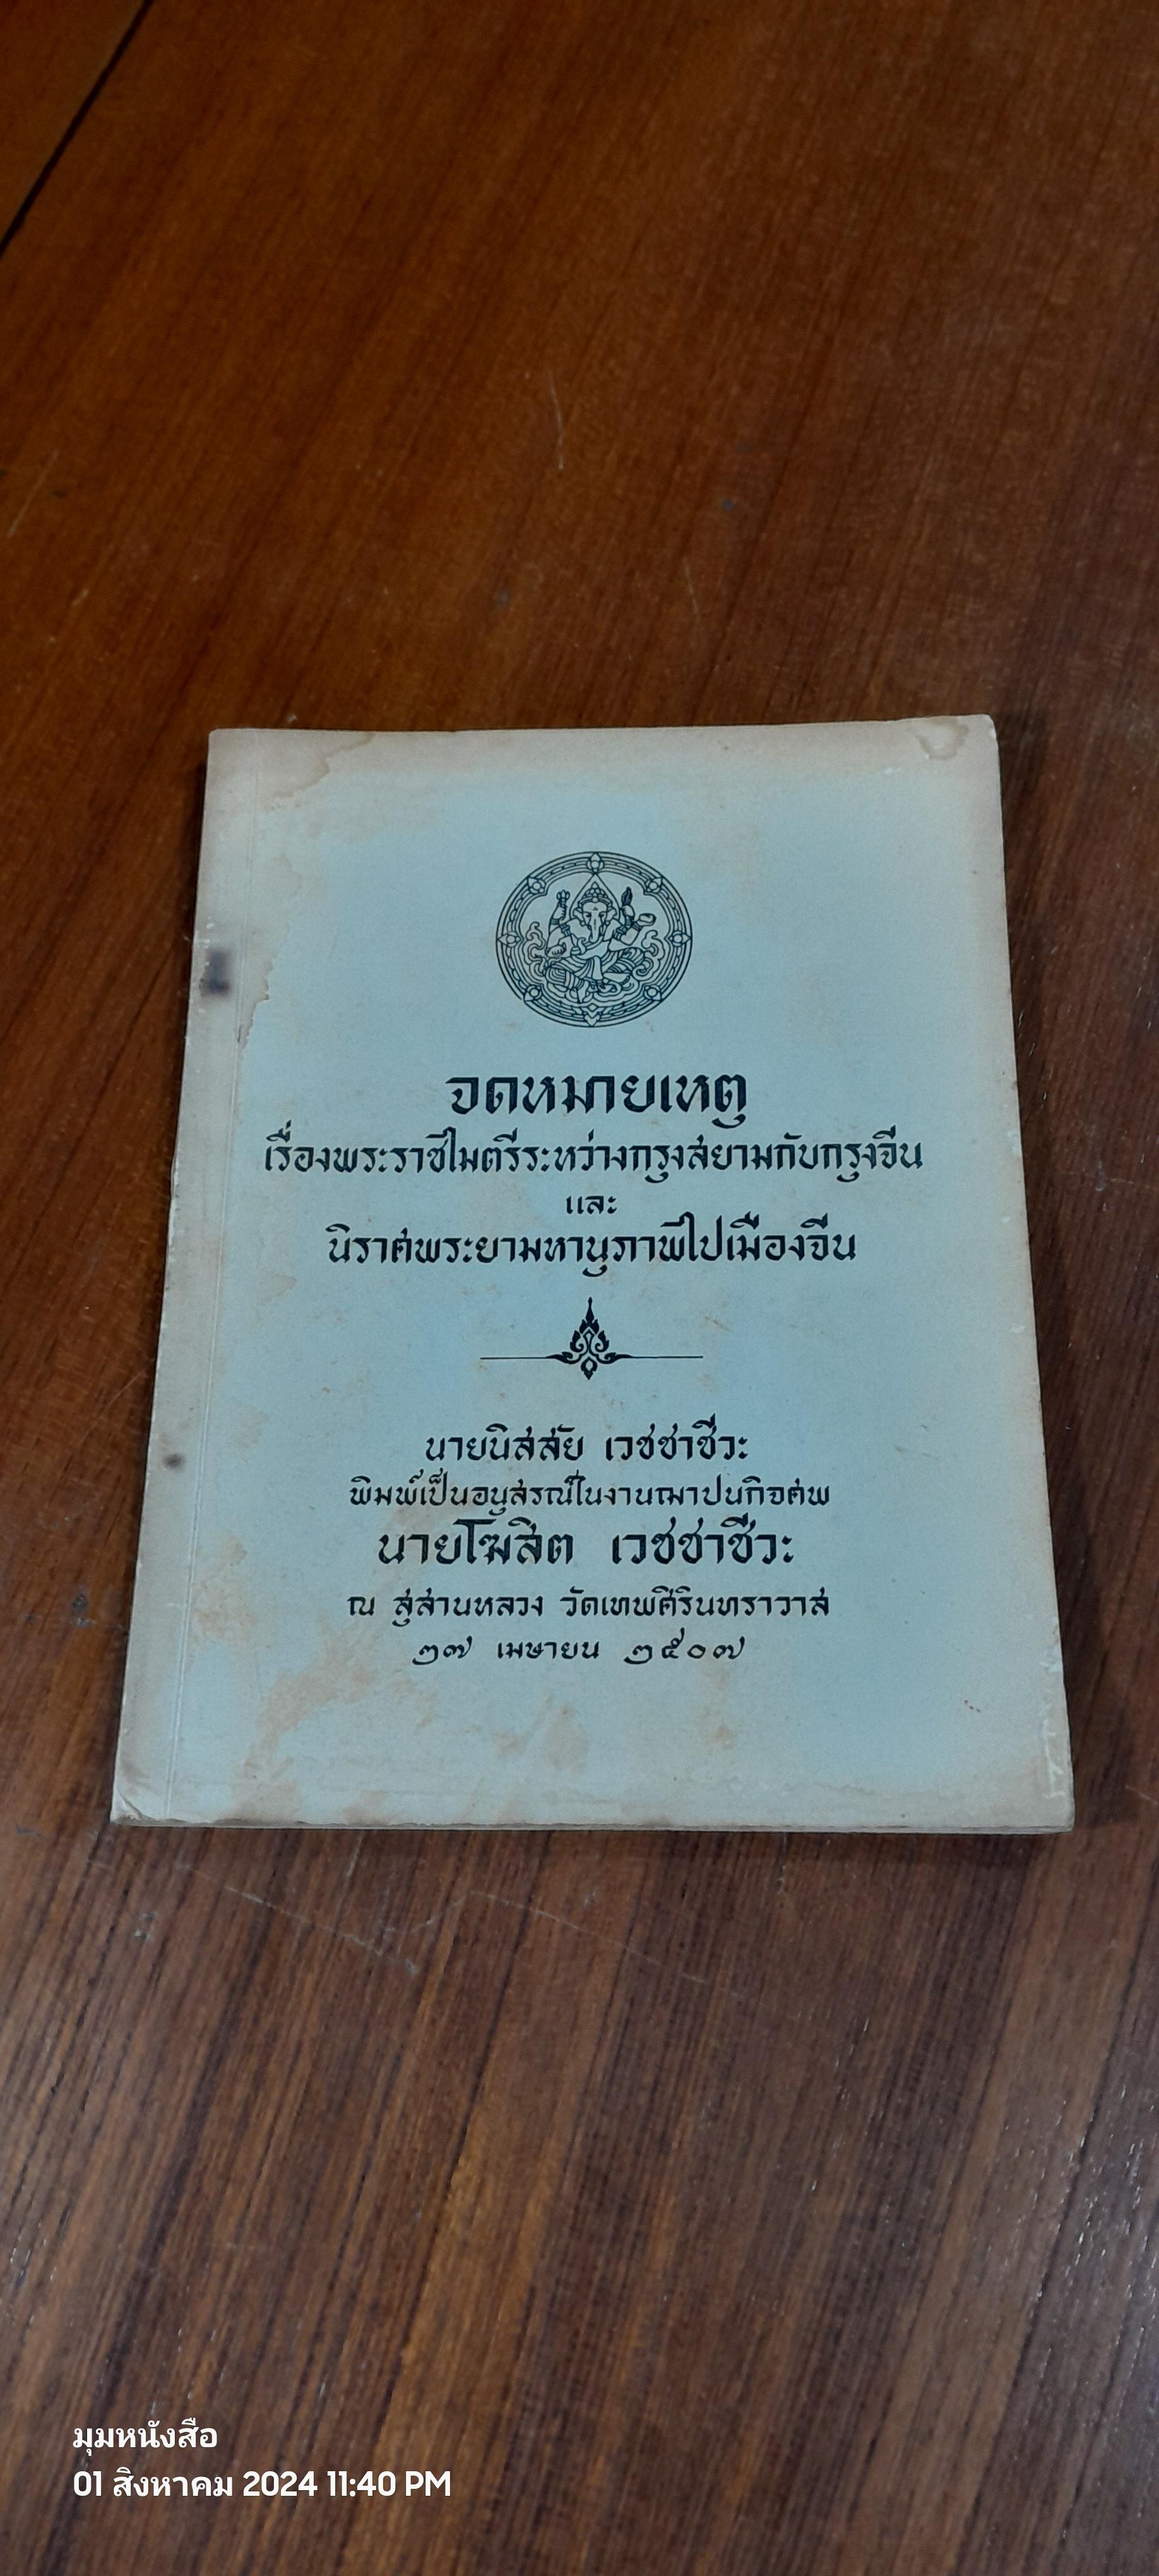 จดหมายเหตุ
เรื่องพระราชไมตรีระหว่างกรุงสยามกับกรุงจีน
และ
นิราศพระยามหานุภาพไปเมืองจีน
นายนิสสัย เวชชาชีวะ
พิมพ์เป็นอนุสรณ์ในงานฌาปนกิจศพ
นายโฆสิต เวชชาชีวะ
ณ สุสานหลวง วัดเทพศิรินทราวาส
๒๗ เมษายน ๒๕๐๗
มุมหนังสือ
01 สิงหาคม 2024 11:40 PM